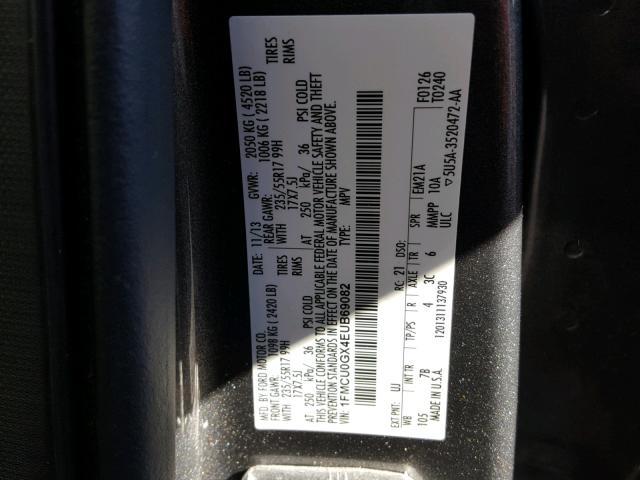 MFD. BY FORD MOTOR CO.
DATE: 11/13 GVWR: 2050 KG ( 4520 LB)
FRONT GAWR: 1098 KG ( 2420 LB) REAR GAWR: 1006 KG ( 2218 LB)
WITH 235/55R17 99H TIRES WITH 235/55R17 99H TIRES
17X7.5J RIMS 17X7.5J RIMS
AT 250 kPa/ 36 PSI COLD AT 250 kPa/ 36 PSI COLD
THIS VEHICLE CONFORMS TO ALL APPLICABLE FEDERAL MOTOR VEHICLE SAFETY AND THEFT
PREVENTION STANDARDS IN EFFECT ON THE DATE OF MANUFACTURE SHOWN ABOVE.
1FMCU0GX4EUB69082 TYPE: MPV
F0126
T0240
EXT PNT: UJ RC: 21 DSO:
WB INT TR TP/PS R AXLE TR SPR EM21A
105 7B 4 3C 6 MMPP 10A
MADE IN U.S.A. ULC
1201311137930 ▽ 5U5A-3520472-AA